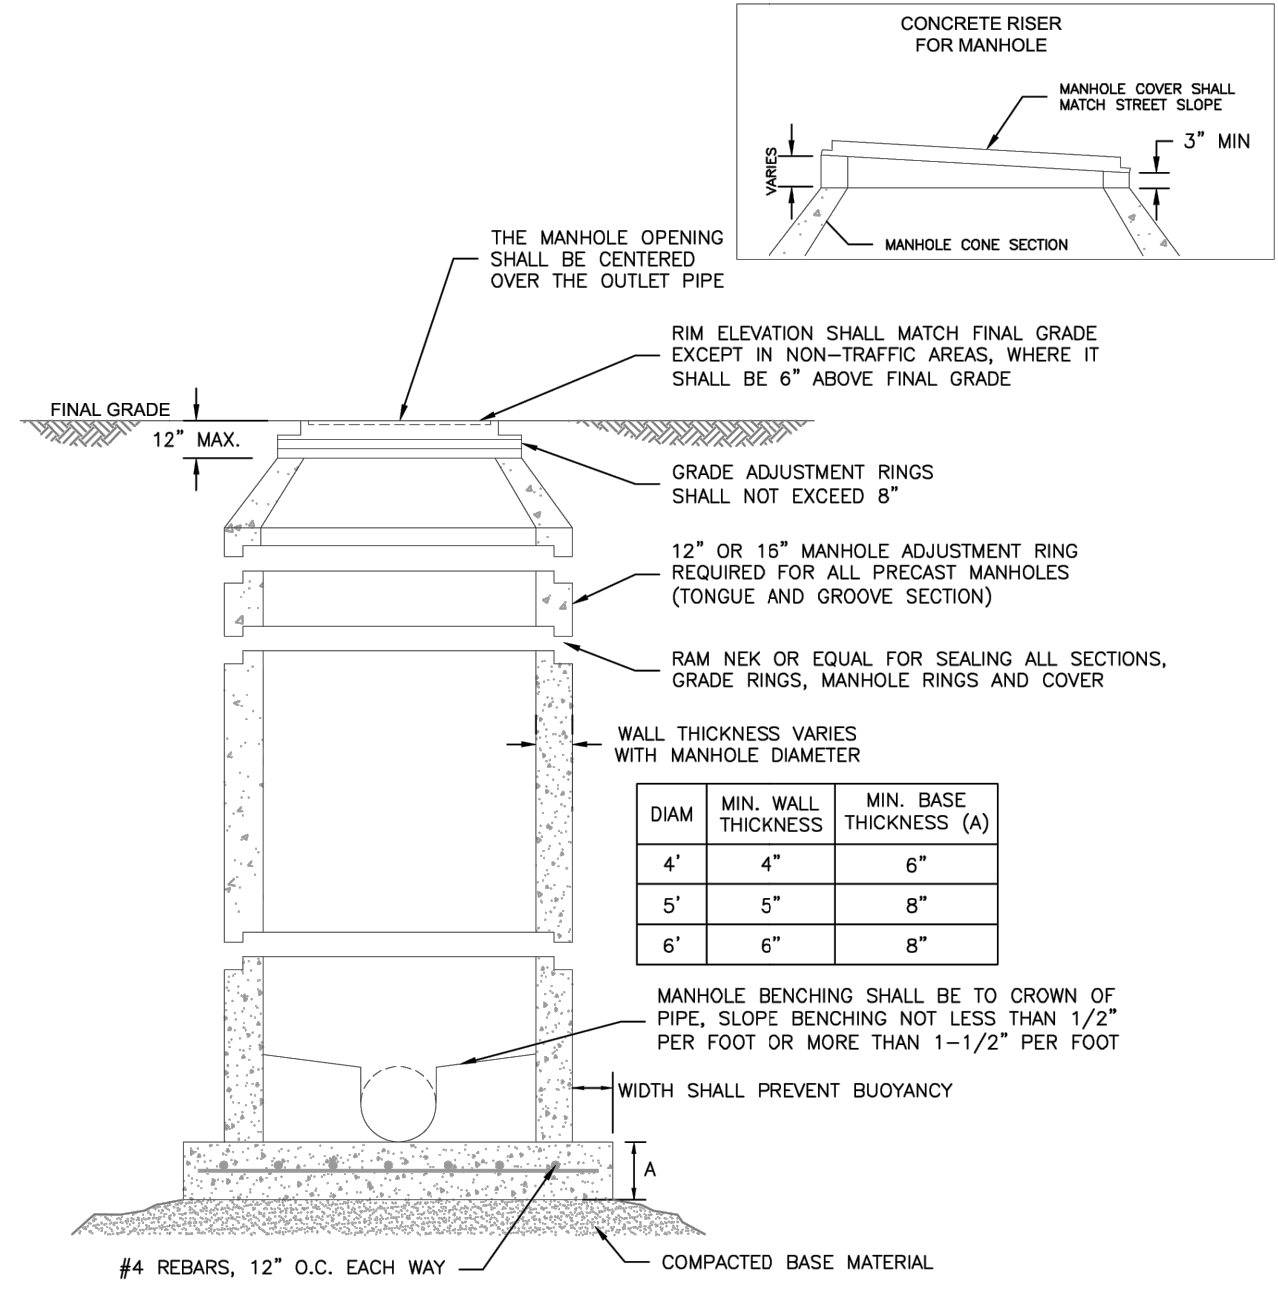 CONCRETE RISER
FOR MANHOLE
MANHOLE COVER SHALL
MATCH STREET SLOPE
3" MIN
VARIES
MANHOLE CONE SECTION
THE MANHOLE OPENING
SHALL BE CENTERED
OVER THE OUTLET PIPE
RIM ELEVATION SHALL MATCH FINAL GRADE
EXCEPT IN NON-TRAFFIC AREAS, WHERE IT
SHALL BE 6" ABOVE FINAL GRADE
FINAL GRADE
12" MAX.
GRADE ADJUSTMENT RINGS
SHALL NOT EXCEED 8"
12" OR 16" MANHOLE ADJUSTMENT RING
REQUIRED FOR ALL PRECAST MANHOLES
(TONGUE AND GROOVE SECTION)
RAM NEK OR EQUAL FOR SEALING ALL SECTIONS,
GRADE RINGS, MANHOLE RINGS AND COVER
WALL THICKNESS VARIES
WITH MANHOLE DIAMETER
DIAM
MIN. WALL
THICKNESS
MIN. BASE
THICKNESS (A)
4' 4" 6"
5' 5" 8"
6' 6" 8"
MANHOLE BENCHING SHALL BE TO CROWN OF
PIPE, SLOPE BENCHING NOT LESS THAN 1/2"
PER FOOT OR MORE THAN 1-1/2" PER FOOT
WIDTH SHALL PREVENT BUOYANCY
A
#4 REBARS, 12" O.C. EACH WAY
COMPACTED BASE MATERIAL